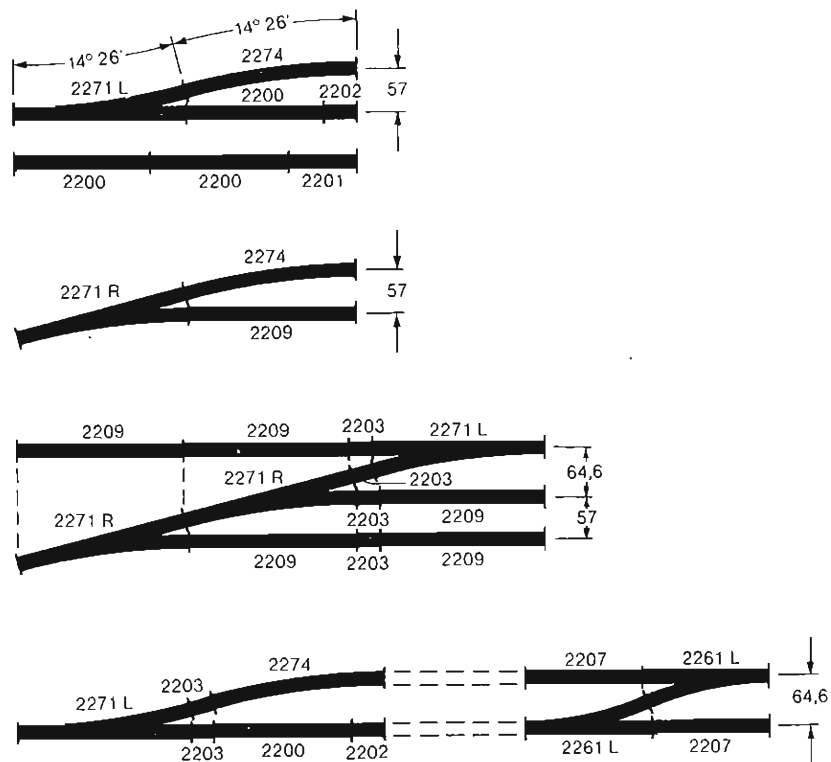 14° 26′ 14° 26′
2274
2271 L 2200 2202 57
2200 2200 2201
2274
2271 R 57
2209
2209 2209 2203 2271 L
2271 R 2203 64,6
2271 R 2203 2209 57
2209 2203 2209
2203 2274 2207 2261 L
2271 L 64,6
2203 2200 2202 2261 L 2207